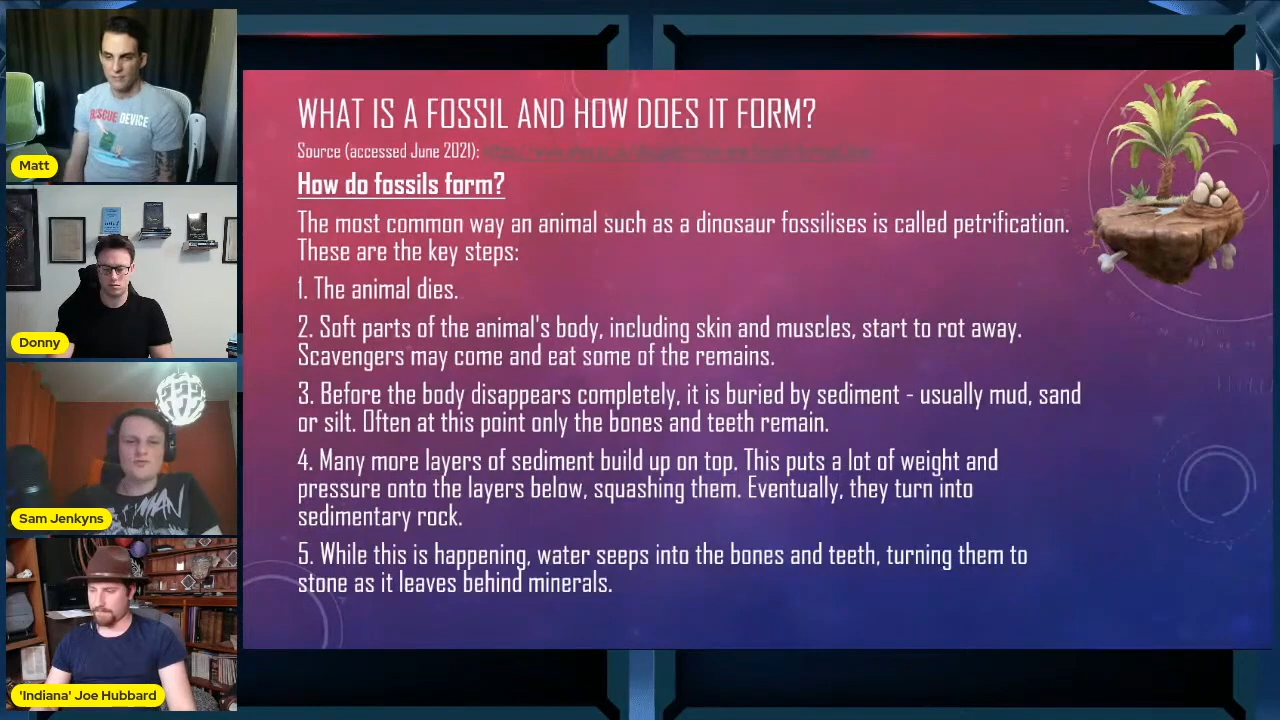 RESCUE DEVICE
Matt
Donny
Sam Jenkyns
'Indiana' Joe Hubbard
WHAT IS A FOSSIL AND HOW DOES IT FORM?
Source (accessed June 2021):
How do fossils form?
The most common way an animal such as a dinosaur fossilises is called petrification.
These are the key steps:
1. The animal dies.
2. Soft parts of the animal's body, including skin and muscles, start to rot away.
Scavengers may come and eat some of the remains.
3. Before the body disappears completely, it is buried by sediment - usually mud, sand
or silt. Often at this point only the bones and teeth remain.
4. Many more layers of sediment build up on top. This puts a lot of weight and
pressure onto the layers below, squashing them. Eventually, they turn into
sedimentary rock.
5. While this is happening, water seeps into the bones and teeth, turning them to
stone as it leaves behind minerals.